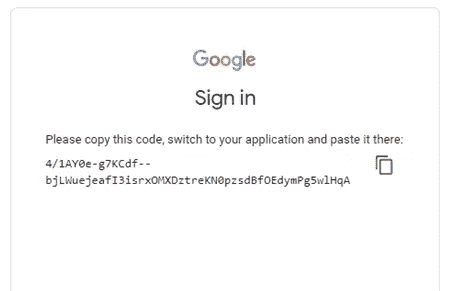 Google
Sign in
Please copy this code, switch to your application and paste it there:
4/1AY0e-g7KCdf--
bjLWuejeafI3isrxOMXDztreKN0pzsdBfOEdymPg5wlHqA